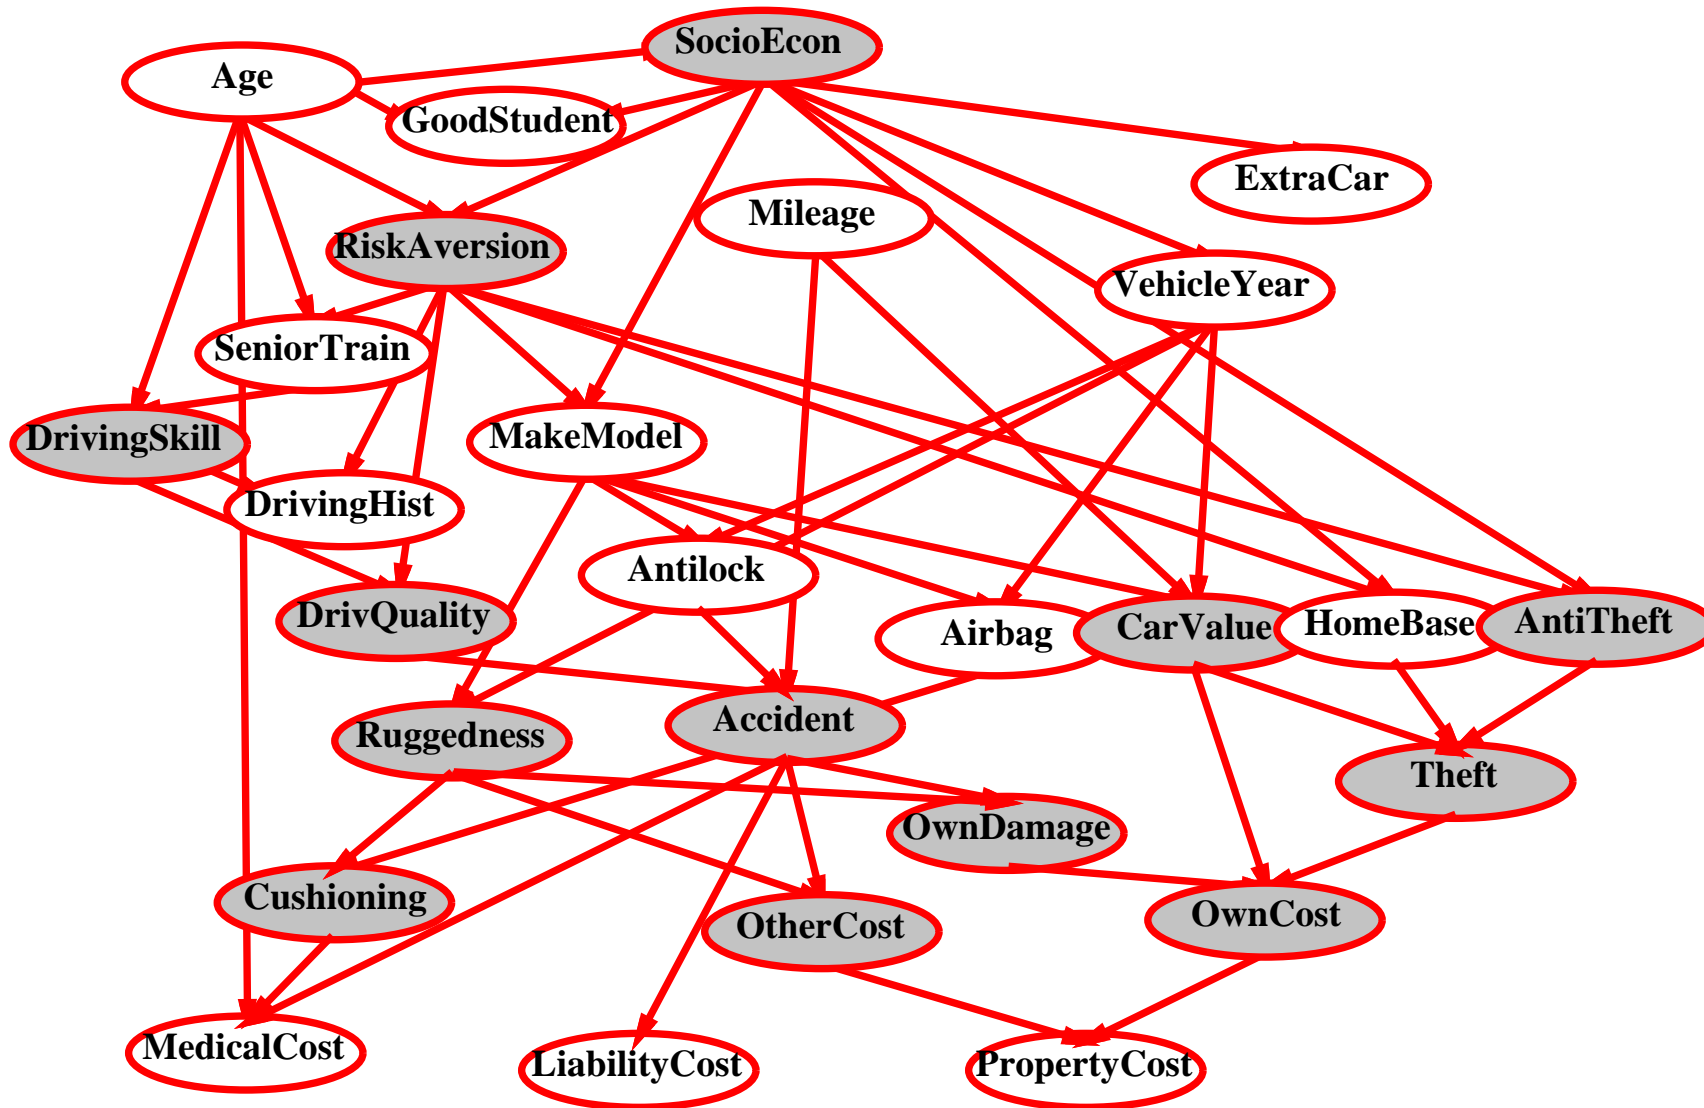 SocioEcon
Age
GoodStudent
ExtraCar
Mileage
RiskAversion
VehicleYear
SeniorTrain
DrivingSkill
MakeModel
DrivingHist
Antilock
DrivQuality
Airbag
CarValue
HomeBase
AntiTheft
Ruggedness
Accident
Theft
OwnDamage
Cushioning
OtherCost
OwnCost
MedicalCost
LiabilityCost
PropertyCost